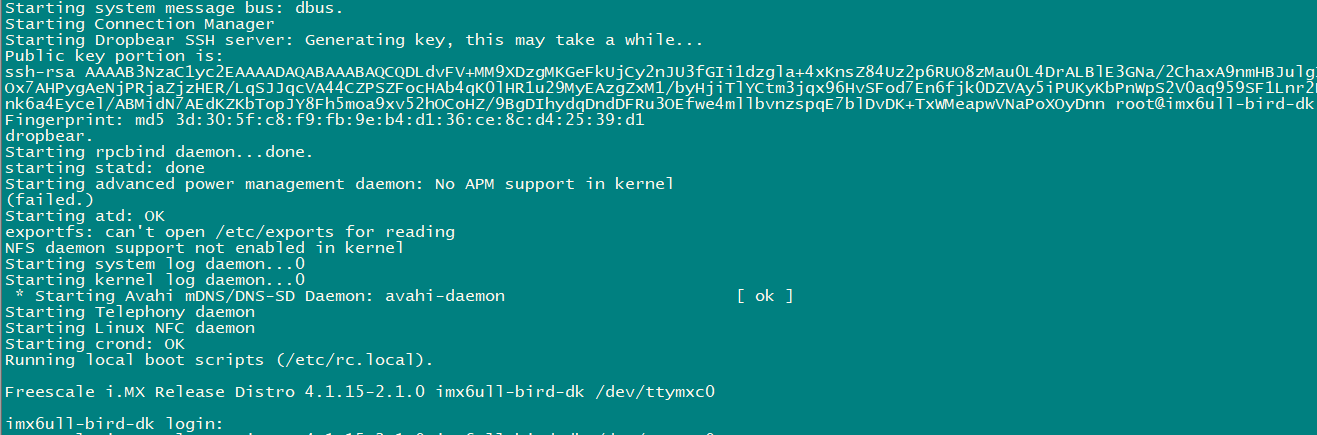 Starting system message bus: dbus.
Starting Connection Manager
Starting Dropbear SSH server: Generating key, this may take a while...
Public key portion is:
ssh-rsa AAAAB3NzaC1yc2EAAAADAQABAAABAQCQDLdvFV+MM9XDzgMKGeFkUjCy2nJU3fGIi1dzgla+4xKnsZ84Uz2p6RUO8zMau0L4DrALBlE3GNa/2ChaxA9nmHBJulg
Ox7AHPygAeNjPRjaZjzHER/LqSJJqcVA44CZPSZFocHAb4qK0lHR1u29MyEAzgZxM1/byHjiTlYCtm3jqx96HvSFod7En6fjk0DZVAy5iPUKyKbPnWpS2V0aq959SF1Lnr2
nk6a4Eycel/ABMidN7AEdKZKbTopJY8Fh5moa9xv52hOCoHZ/9BgDIhydqDndDFRu3OEfwe4mllbvnzspqE7blDvDK+TxWMeapwVNaPoXOyDnn root@imx6ull-bird-dk
Fingerprint: md5 3d:30:5f:c8:f9:fb:9e:b4:d1:36:ce:8c:d4:25:39:d1
dropbear.
Starting rpcbind daemon...done.
starting statd: done
Starting advanced power management daemon: No APM support in kernel
(failed.)
Starting atd: OK
exportfs: can't open /etc/exports for reading
NFS daemon support not enabled in kernel
Starting system log daemon...0
Starting kernel log daemon...0
 * Starting Avahi mDNS/DNS-SD Daemon: avahi-daemon [ ok ]
Starting Telephony daemon
Starting Linux NFC daemon
Starting crond: OK
Running local boot scripts (/etc/rc.local).
Freescale i.MX Release Distro 4.1.15-2.1.0 imx6ull-bird-dk /dev/ttymxc0
imx6ull-bird-dk login: